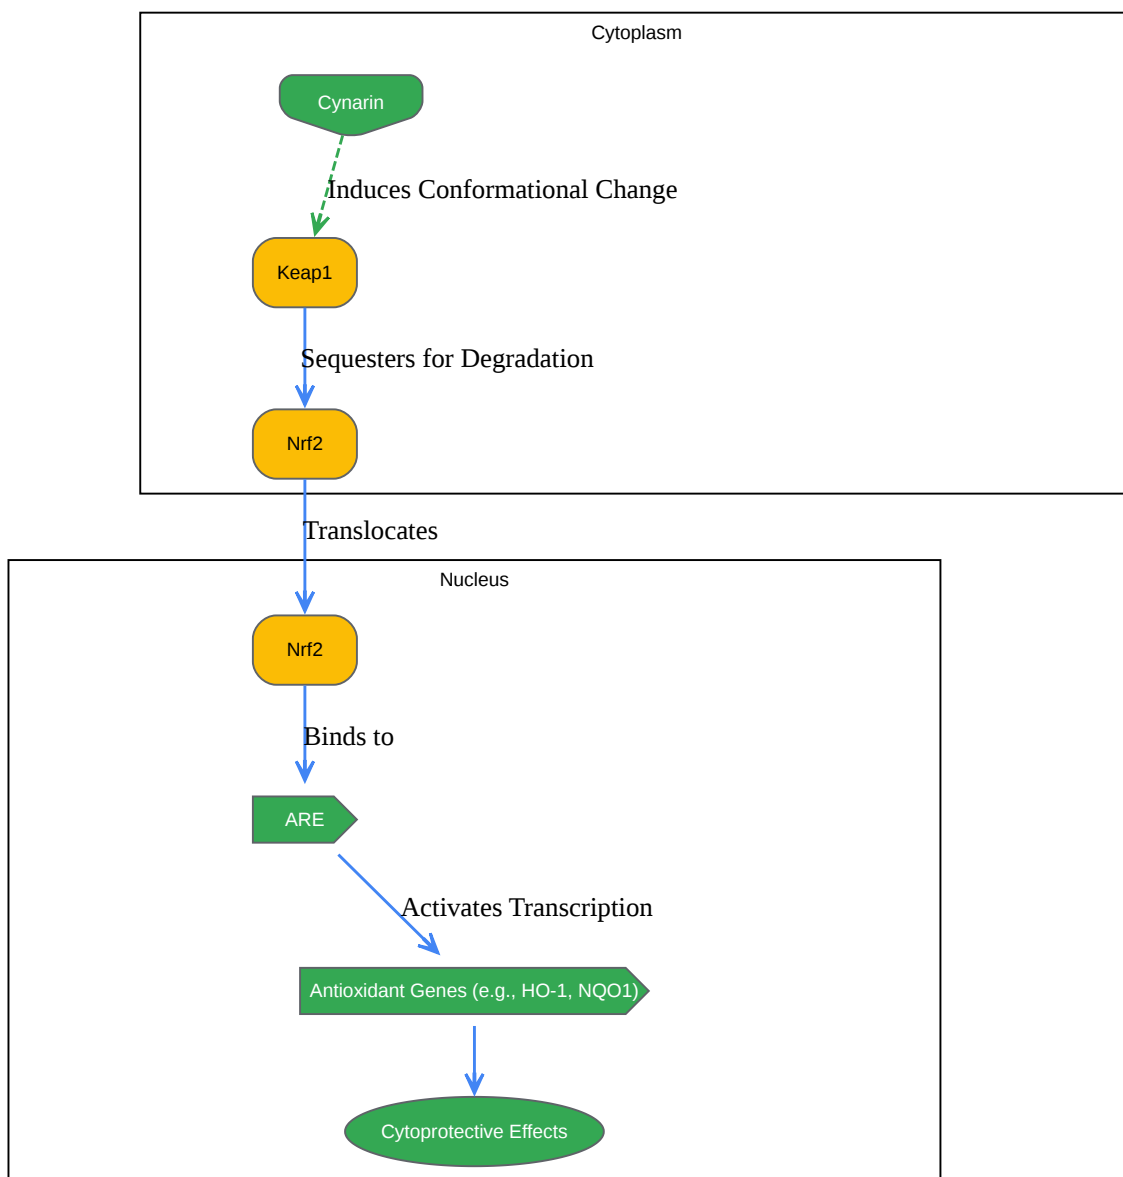 Cytoplasm
Cynarin
Induces Conformational Change
Keap1
Sequesters for Degradation
Nrf2
Translocates
Nucleus
Nrf2
Binds to
ARE
Activates Transcription
Antioxidant Genes (e.g., HO-1, NQO1)
Cytoprotective Effects